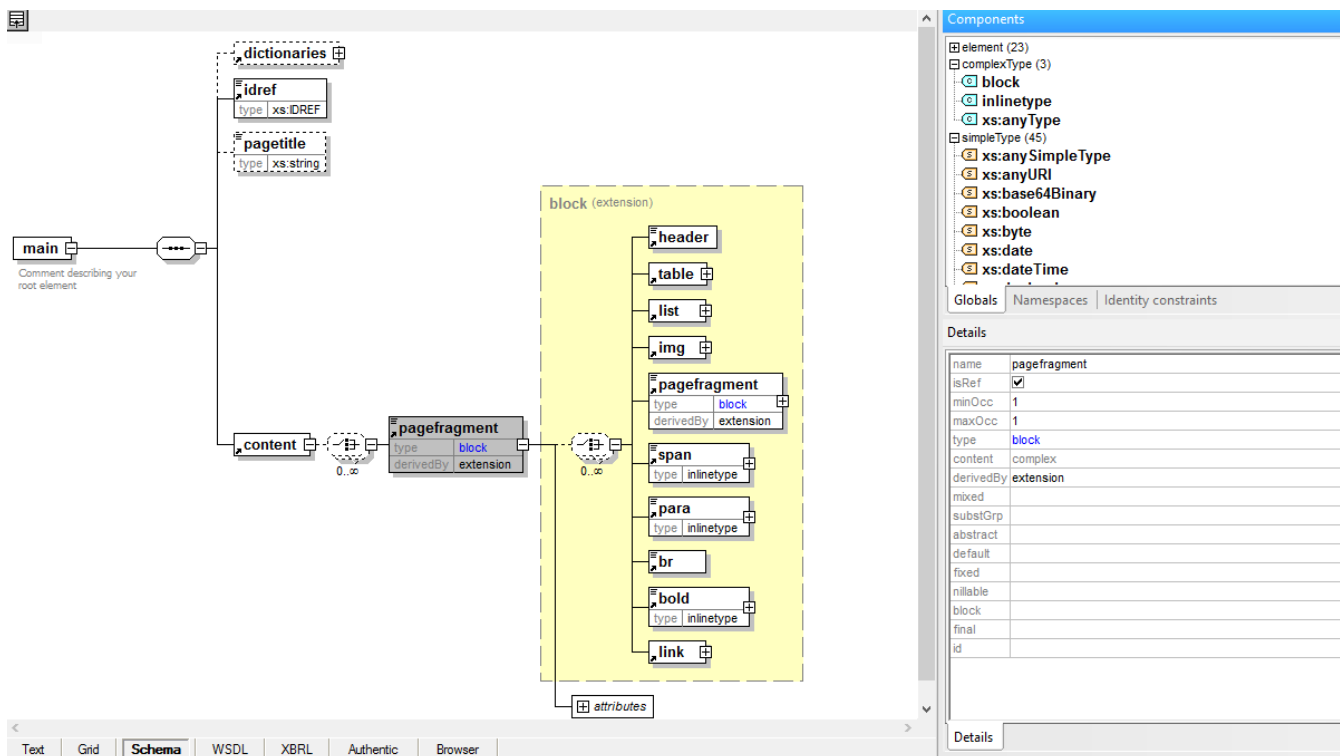 dictionaries
idref
type xs:IDREF
pagetitle
type xs:string
main
Comment describing your
root element
content
0..∞
pagefragment
type block
derivedBy extension
block (extension)
0..∞
header
table
list
img
pagefragment
type block
derivedBy extension
span
type inlinetype
para
type inlinetype
br
bold
type inlinetype
link
attributes
Text Grid Schema WSDL XBRL Authentic Browser
Components
element (23)
complexType (3)
block
inlinetype
xs:anyType
simpleType (45)
xs:anySimpleType
xs:anyURI
xs:base64Binary
xs:boolean
xs:byte
xs:date
xs:dateTime
Globals Namespaces Identity constraints
Details
name pagefragment
isRef
minOcc 1
maxOcc 1
type block
content complex
derivedBy extension
mixed
substGrp
abstract
default
fixed
nillable
block
final
id
Details